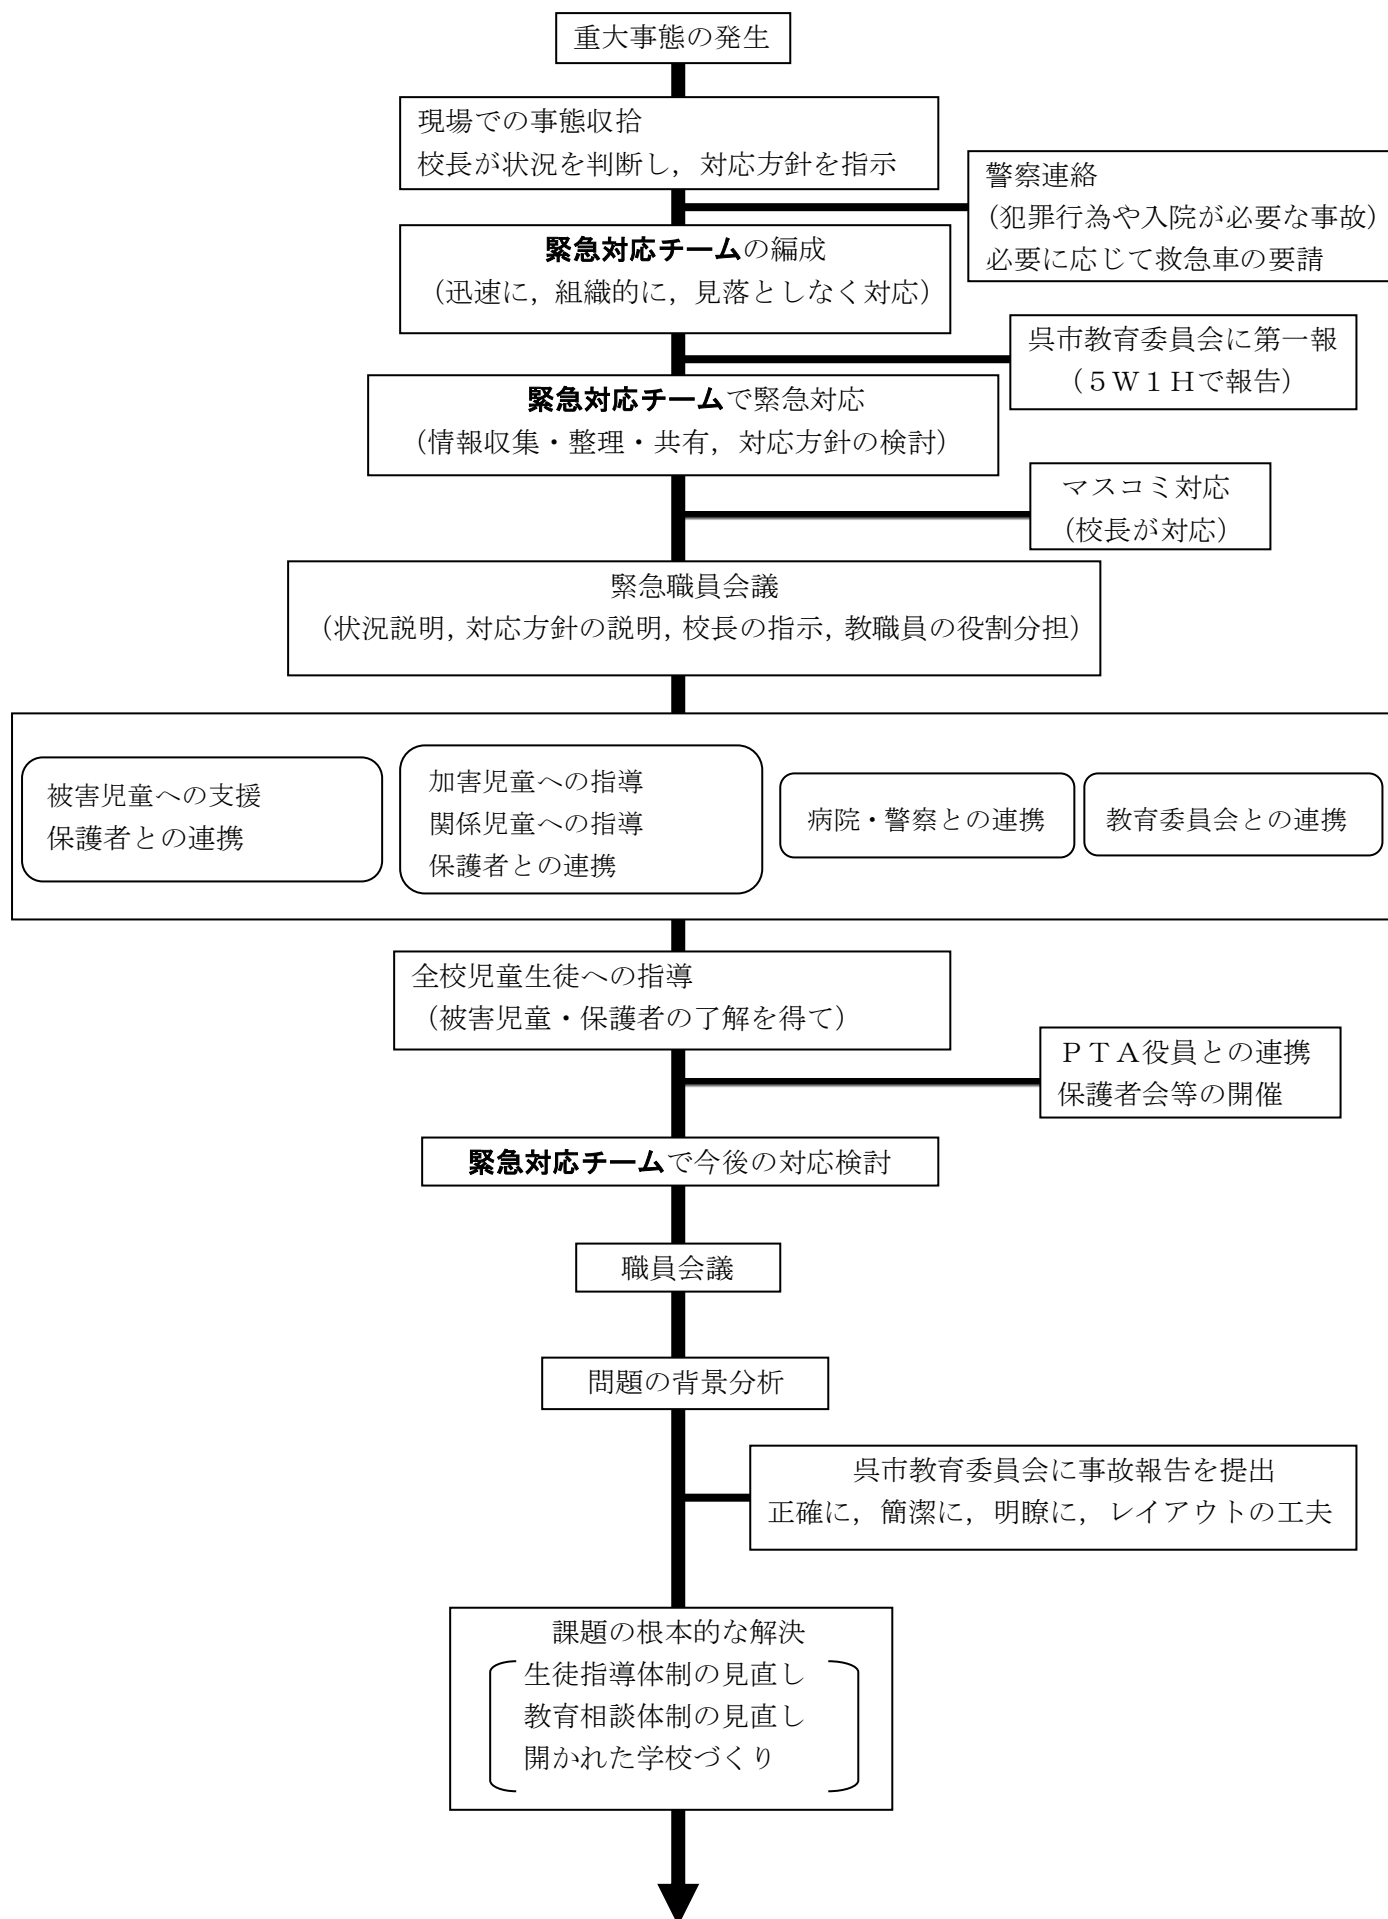 重大事態の発生
現場での事態収拾
校長が状況を判断し，対応方針を指示
警察連絡
（犯罪行為や入院が必要な事故）
必要に応じて救急車の要請
緊急対応チームの編成
（迅速に，組織的に，見落としなく対応）
呉市教育委員会に第一報
（５Ｗ１Ｈで報告）
緊急対応チームで緊急対応
（情報収集・整理・共有，対応方針の検討）
マスコミ対応
（校長が対応）
緊急職員会議
（状況説明，対応方針の説明，校長の指示，教職員の役割分担）
被害児童への支援
保護者との連携
加害児童への指導
関係児童への指導
保護者との連携
病院・警察との連携
教育委員会との連携
全校児童生徒への指導
（被害児童・保護者の了解を得て）
ＰＴＡ役員との連携
保護者会等の開催
緊急対応チームで今後の対応検討
職員会議
問題の背景分析
呉市教育委員会に事故報告を提出
正確に，簡潔に，明瞭に，レイアウトの工夫
課題の根本的な解決
生徒指導体制の見直し
教育相談体制の見直し
開かれた学校づくり